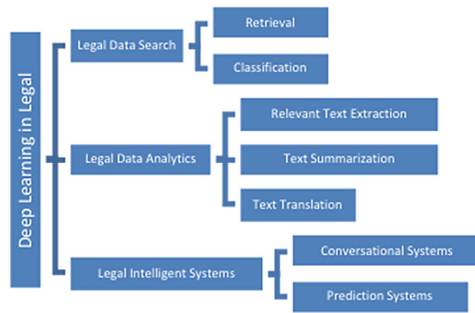 Deep Learning in Legal
Legal Data Search
Retrieval
Classification
Legal Data Analytics
Relevant Text Extraction
Text Summarization
Text Translation
Legal Intelligent Systems
Conversational Systems
Prediction Systems